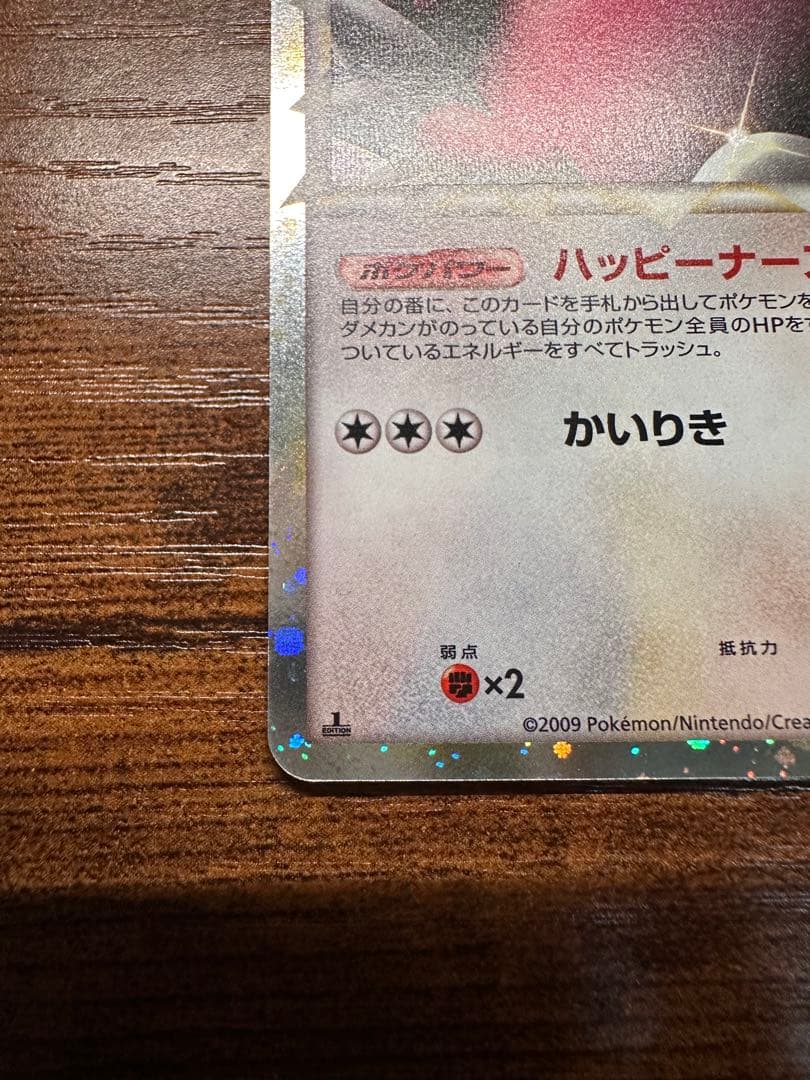 ポケパワー ハッピーナー
自分の番に、このカードを手札から出してポケモンを
ダメカンがのっている自分のポケモン全員のHPをす
ついているエネルギーをすべてトラッシュ。
かいりき
弱点 抵抗力
×2
1 EDITION ©2009 Pokémon/Nintendo/Crea